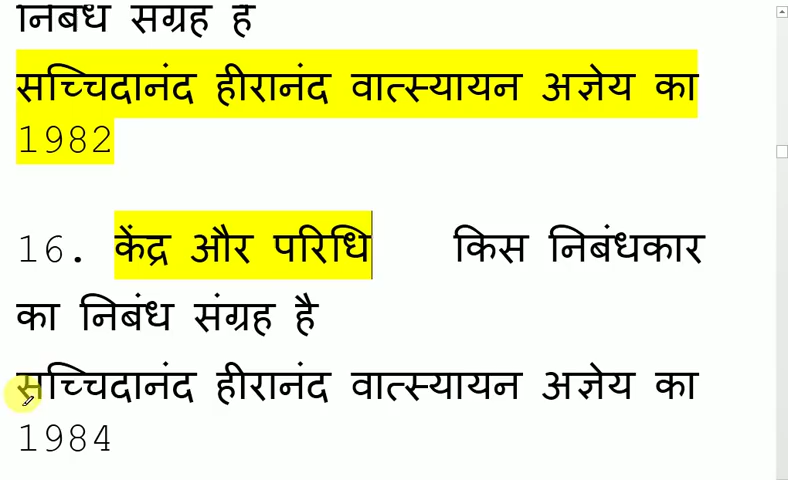 निबंध संग्रह है
सच्चिदानंद हीरानंद वात्स्यायन अज्ञेय का
1982
16. केंद्र और परिधि किस निबंधकार
का निबंध संग्रह है
सच्चिदानंद हीरानंद वात्स्यायन अज्ञेय का
1984